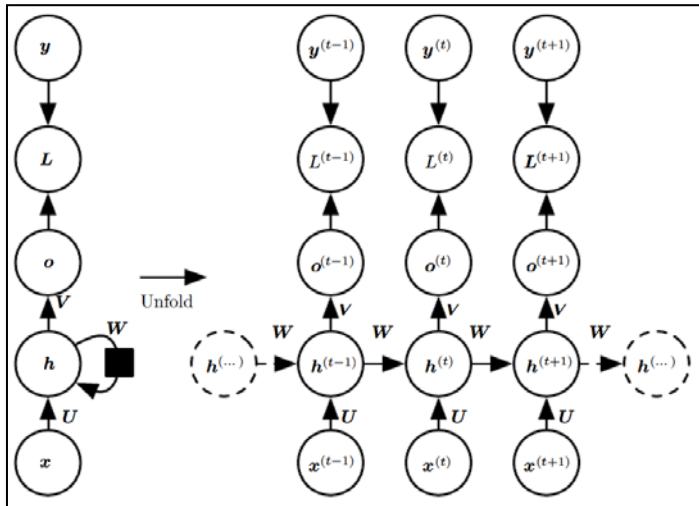 y y^(t−1) y^(t) y^(t+1)
L L^(t−1) L^(t) L^(t+1)
o o^(t−1) o^(t) o^(t+1)
Unfold
V V V V
W W W W W
h h^(...) h^(t−1) h^(t) h^(t+1) h^(...)
U U U U
x x^(t−1) x^(t) x^(t+1)